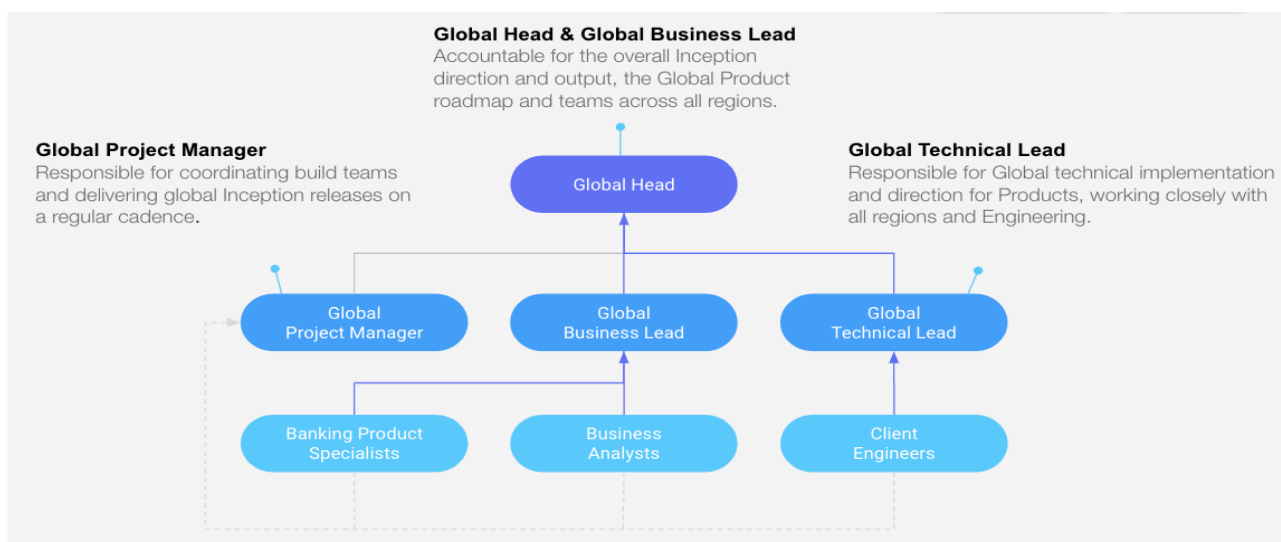 Global Head & Global Business Lead
Accountable for the overall Inception
direction and output, the Global Product
roadmap and teams across all regions.
Global Project Manager
Responsible for coordinating build teams
and delivering global Inception releases on
a regular cadence.
Global Technical Lead
Responsible for Global technical implementation
and direction for Products, working closely with
all regions and Engineering.
Global Head
Global
Project Manager
Global
Business Lead
Global
Technical Lead
Banking Product
Specialists
Business
Analysts
Client
Engineers